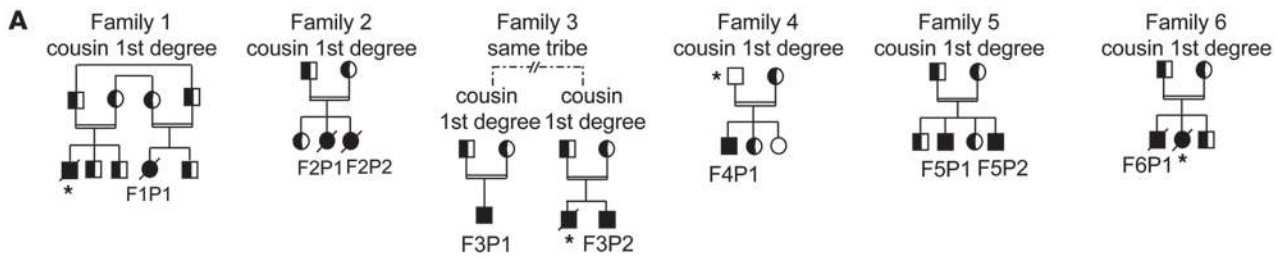 A
Family 1
cousin 1st degree
*
F1P1
Family 2
cousin 1st degree
F2P1 F2P2
Family 3
same tribe
cousin
1st degree
cousin
1st degree
F3P1
* F3P2
Family 4
cousin 1st degree
*
F4P1
Family 5
cousin 1st degree
F5P1 F5P2
Family 6
cousin 1st degree
F6P1 *